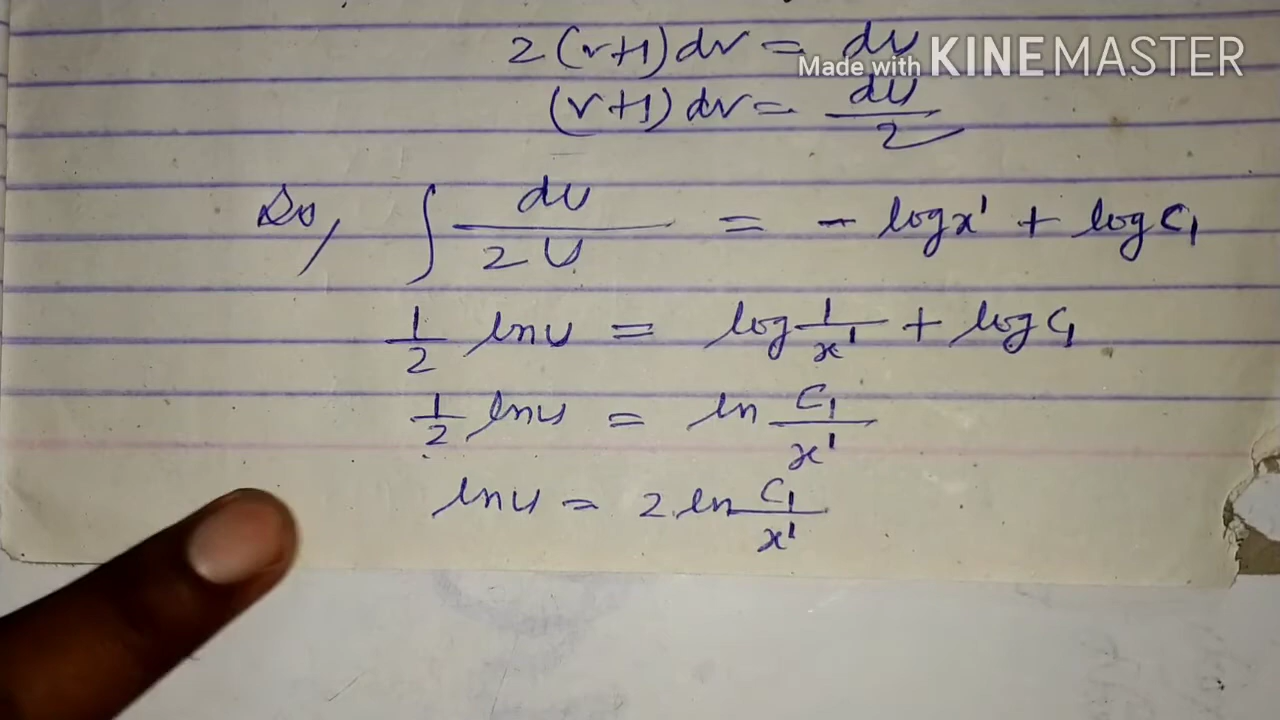 2(v+1)dv = du
Made with KINEMASTER
(v+1)dv = du/2
So, ∫ du/2u = - log x' + log C₁
1/2 ln u = log 1/x' + log C₁
1/2 ln u = ln C₁/x'
ln u = 2 ln C₁/x'